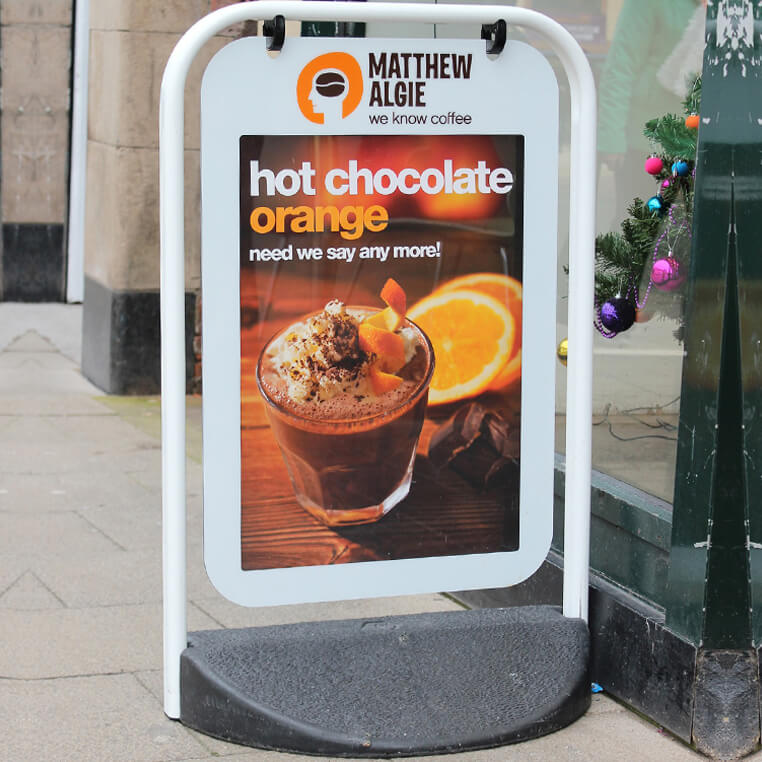 MATTHEW
ALGIE
we know coffee
hot chocolate
orange
need we say any more!